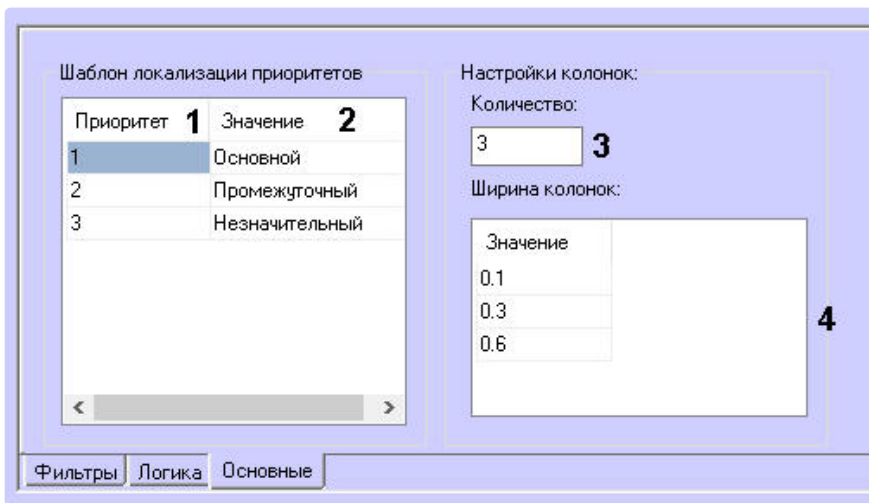 Шаблон локализации приоритетов
Приоритет 1 Значение 2
1 Основной
2 Промежуточный
3 Незначительный
Настройки колонок:
Количество:
3 3
Ширина колонок:
Значение
0.1
0.3
0.6
4
Фильтры Логика Основные